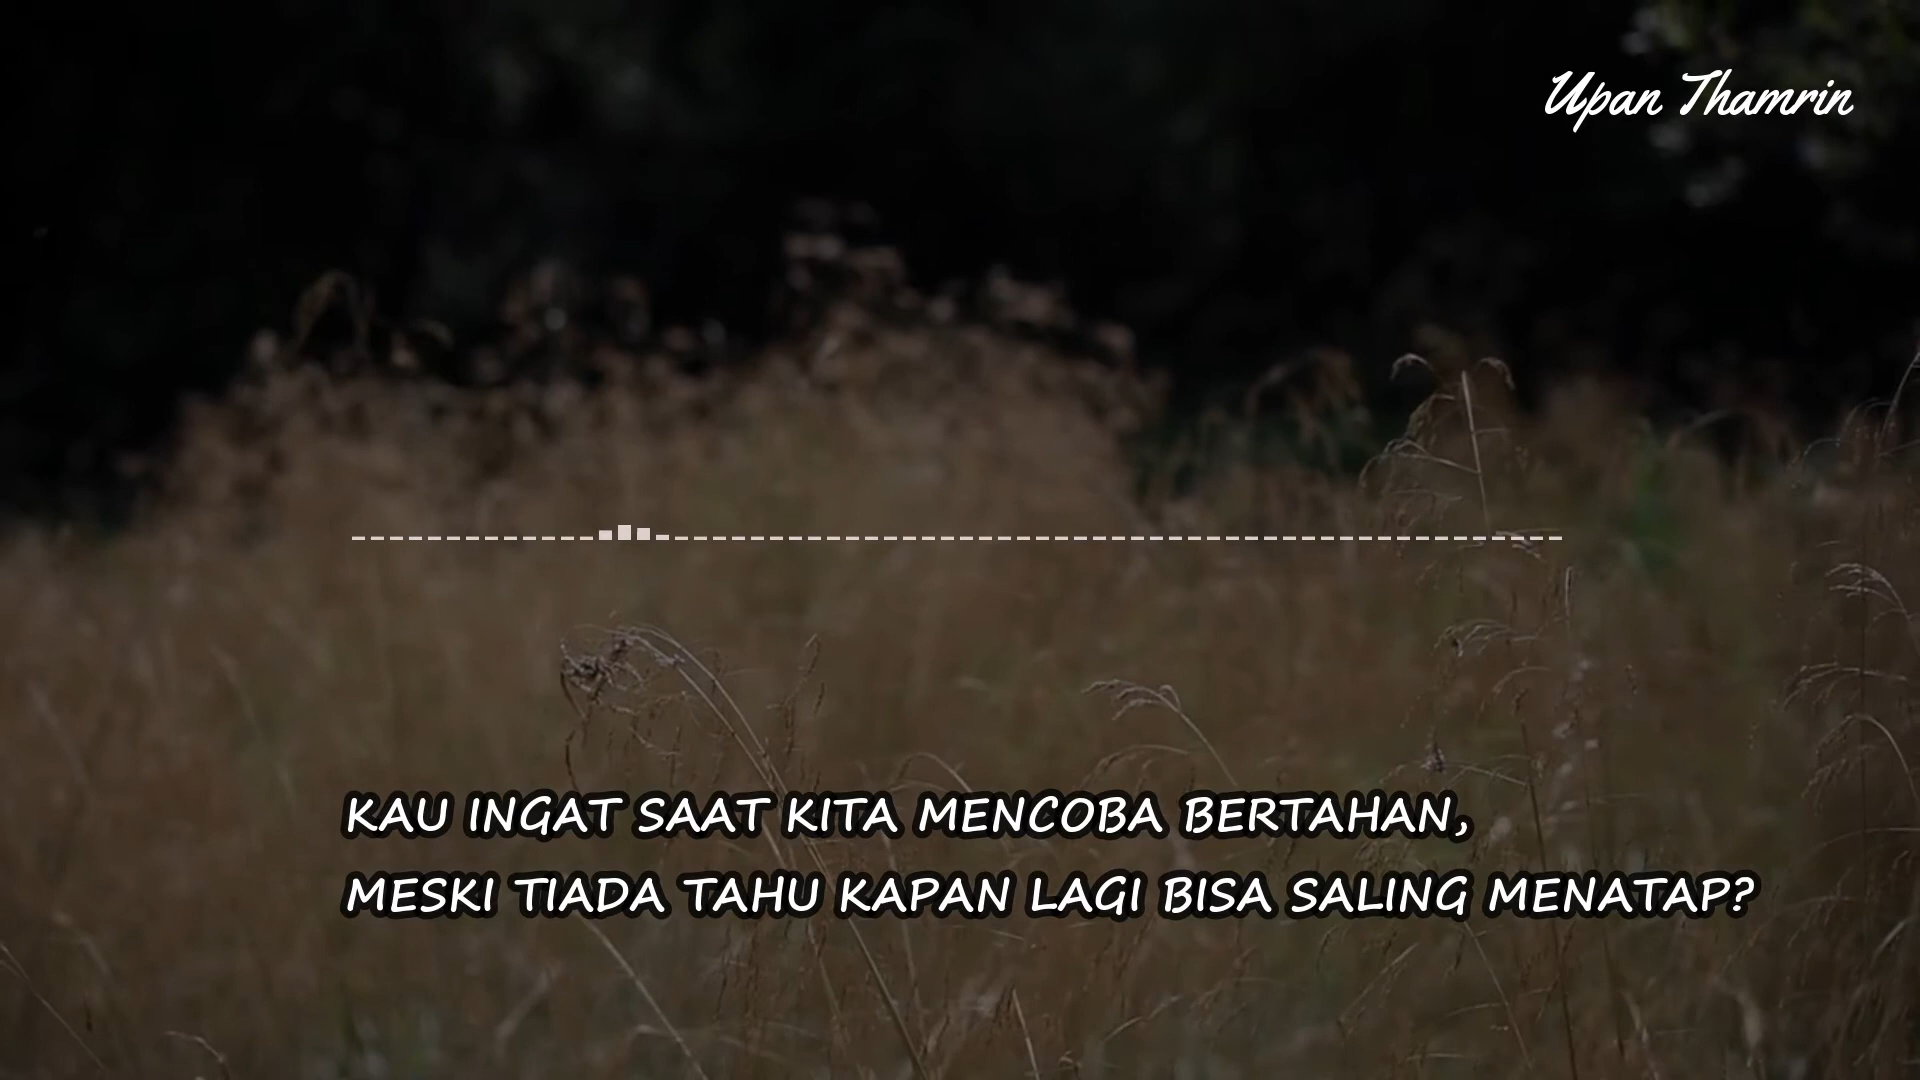 Upan Thamrin
KAU INGAT SAAT KITA MENCOBA BERTAHAN,
MESKI TIADA TAHU KAPAN LAGI BISA SALING MENATAP?